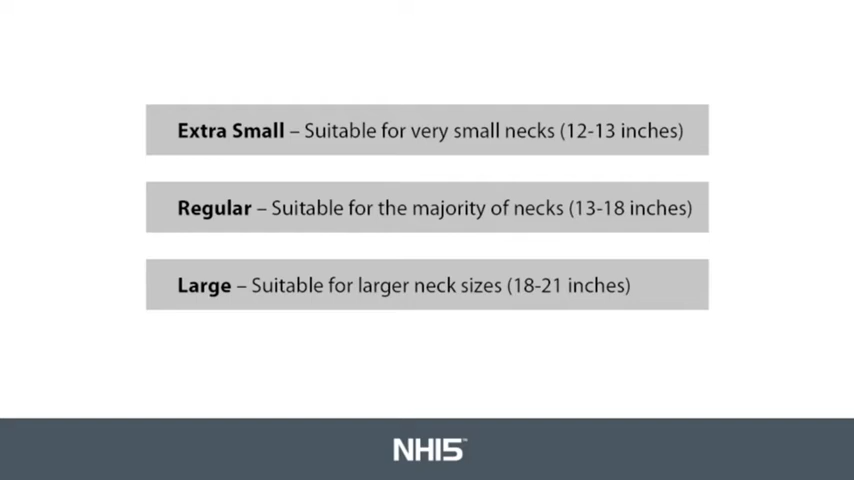 Extra Small – Suitable for very small necks (12-13 inches)
Regular – Suitable for the majority of necks (13-18 inches)
Large – Suitable for larger neck sizes (18-21 inches)
NH15™